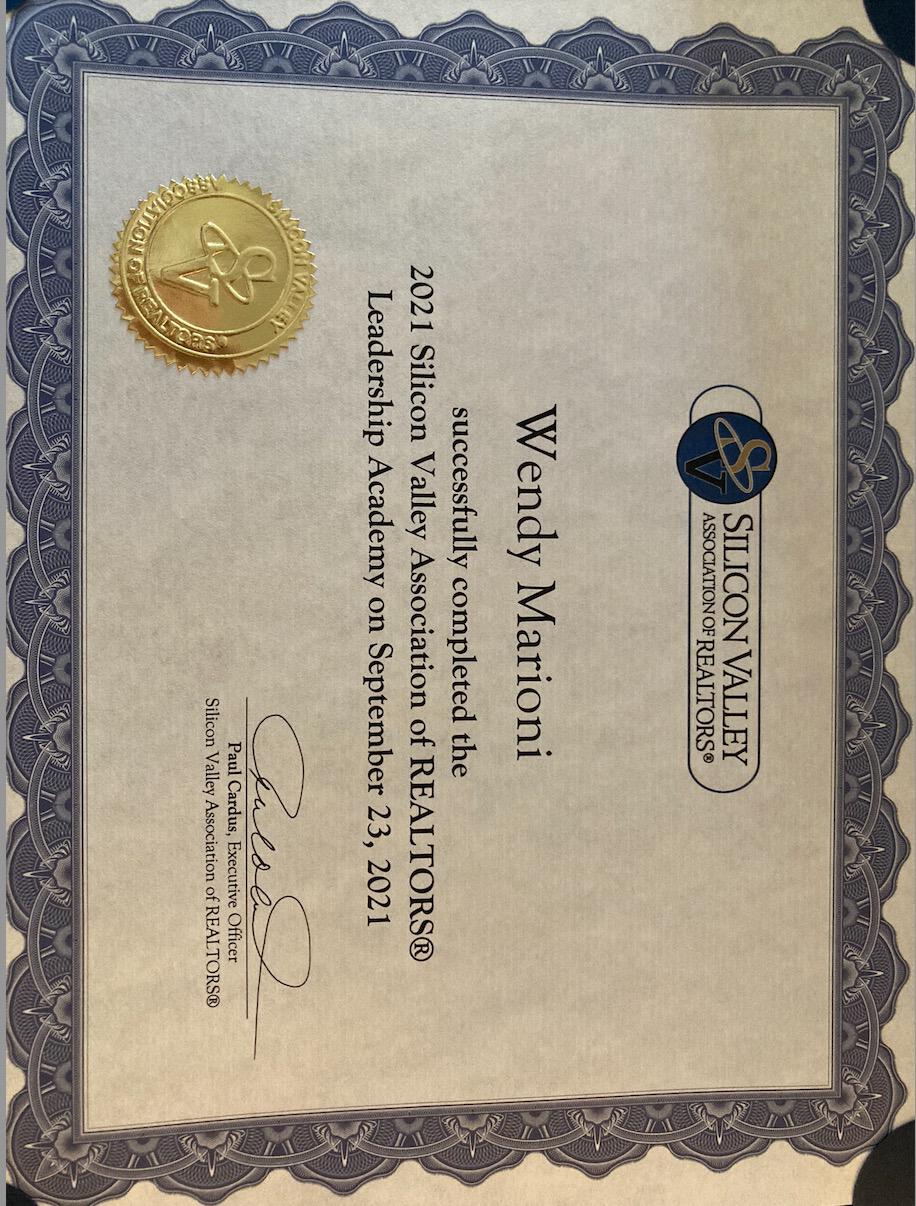 SILICON VALLEY
ASSOCIATION OF REALTORS®
Wendy Marioni
successfully completed the
2021 Silicon Valley Association of REALTORS®
Leadership Academy on September 23, 2021
SILICON VALLEY
ASSOCIATION OF REALTORS®
SV
Paul Cardus, Executive Officer
Silicon Valley Association of REALTORS®